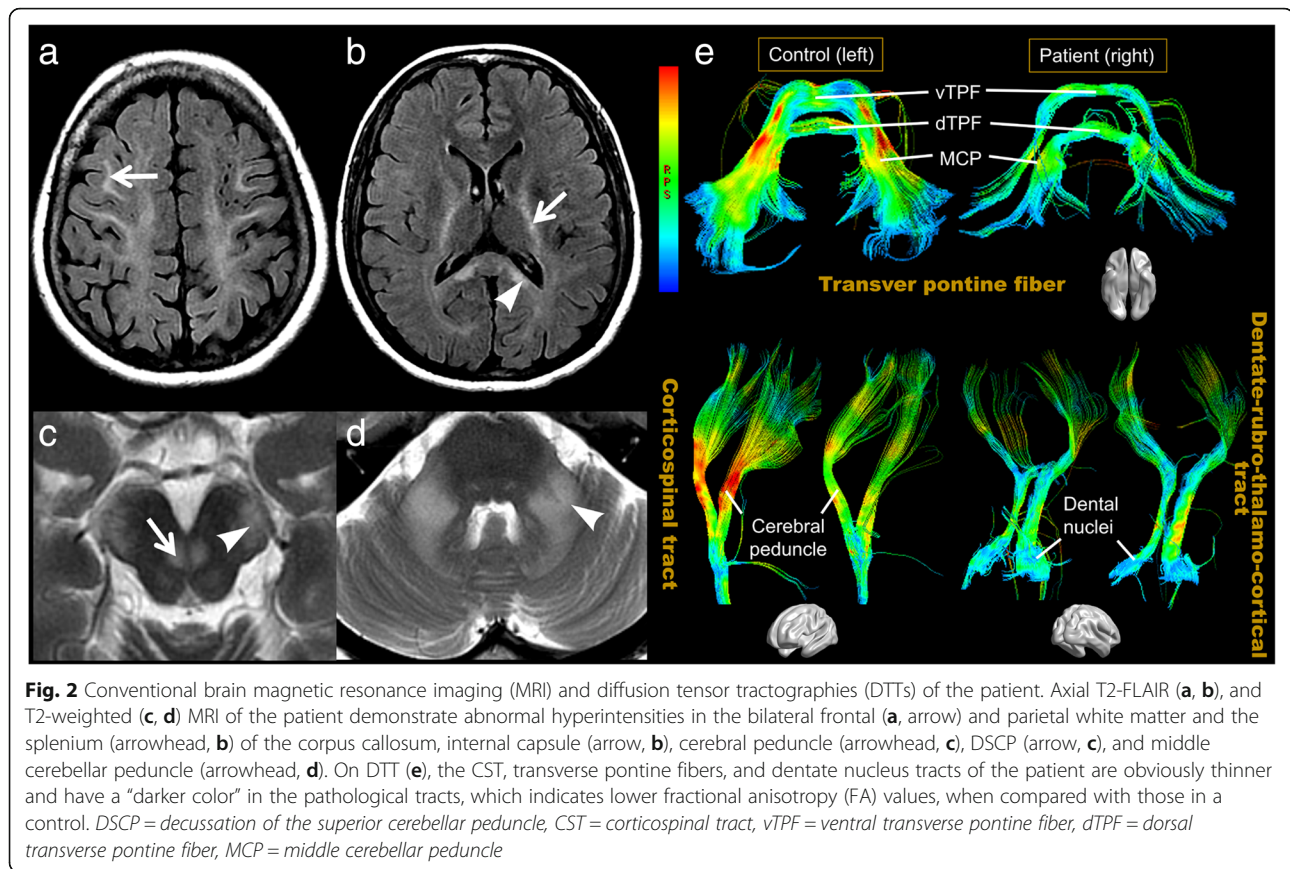 a
b
e
Control (left)
Patient (right)
vTPF
dTPF
MCP
R
P
S
Transver pontine fiber
c
d
Corticospinal tract
Cerebral
peduncle
Dental
nuclei
Dentate-rubro-thalamo-cortical
tract
Fig. 2 Conventional brain magnetic resonance imaging (MRI) and diffusion tensor tractographies (DTTs) of the patient. Axial T2-FLAIR (a, b), and
T2-weighted (c, d) MRI of the patient demonstrate abnormal hyperintensities in the bilateral frontal (a, arrow) and parietal white matter and the
splenium (arrowhead, b) of the corpus callosum, internal capsule (arrow, b), cerebral peduncle (arrowhead, c), DSCP (arrow, c), and middle
cerebellar peduncle (arrowhead, d). On DTT (e), the CST, transverse pontine fibers, and dentate nucleus tracts of the patient are obviously thinner
and have a “darker color” in the pathological tracts, which indicates lower fractional anisotropy (FA) values, when compared with those in a
control. DSCP = decussation of the superior cerebellar peduncle, CST = corticospinal tract, vTPF = ventral transverse pontine fiber, dTPF = dorsal
transverse pontine fiber, MCP = middle cerebellar peduncle